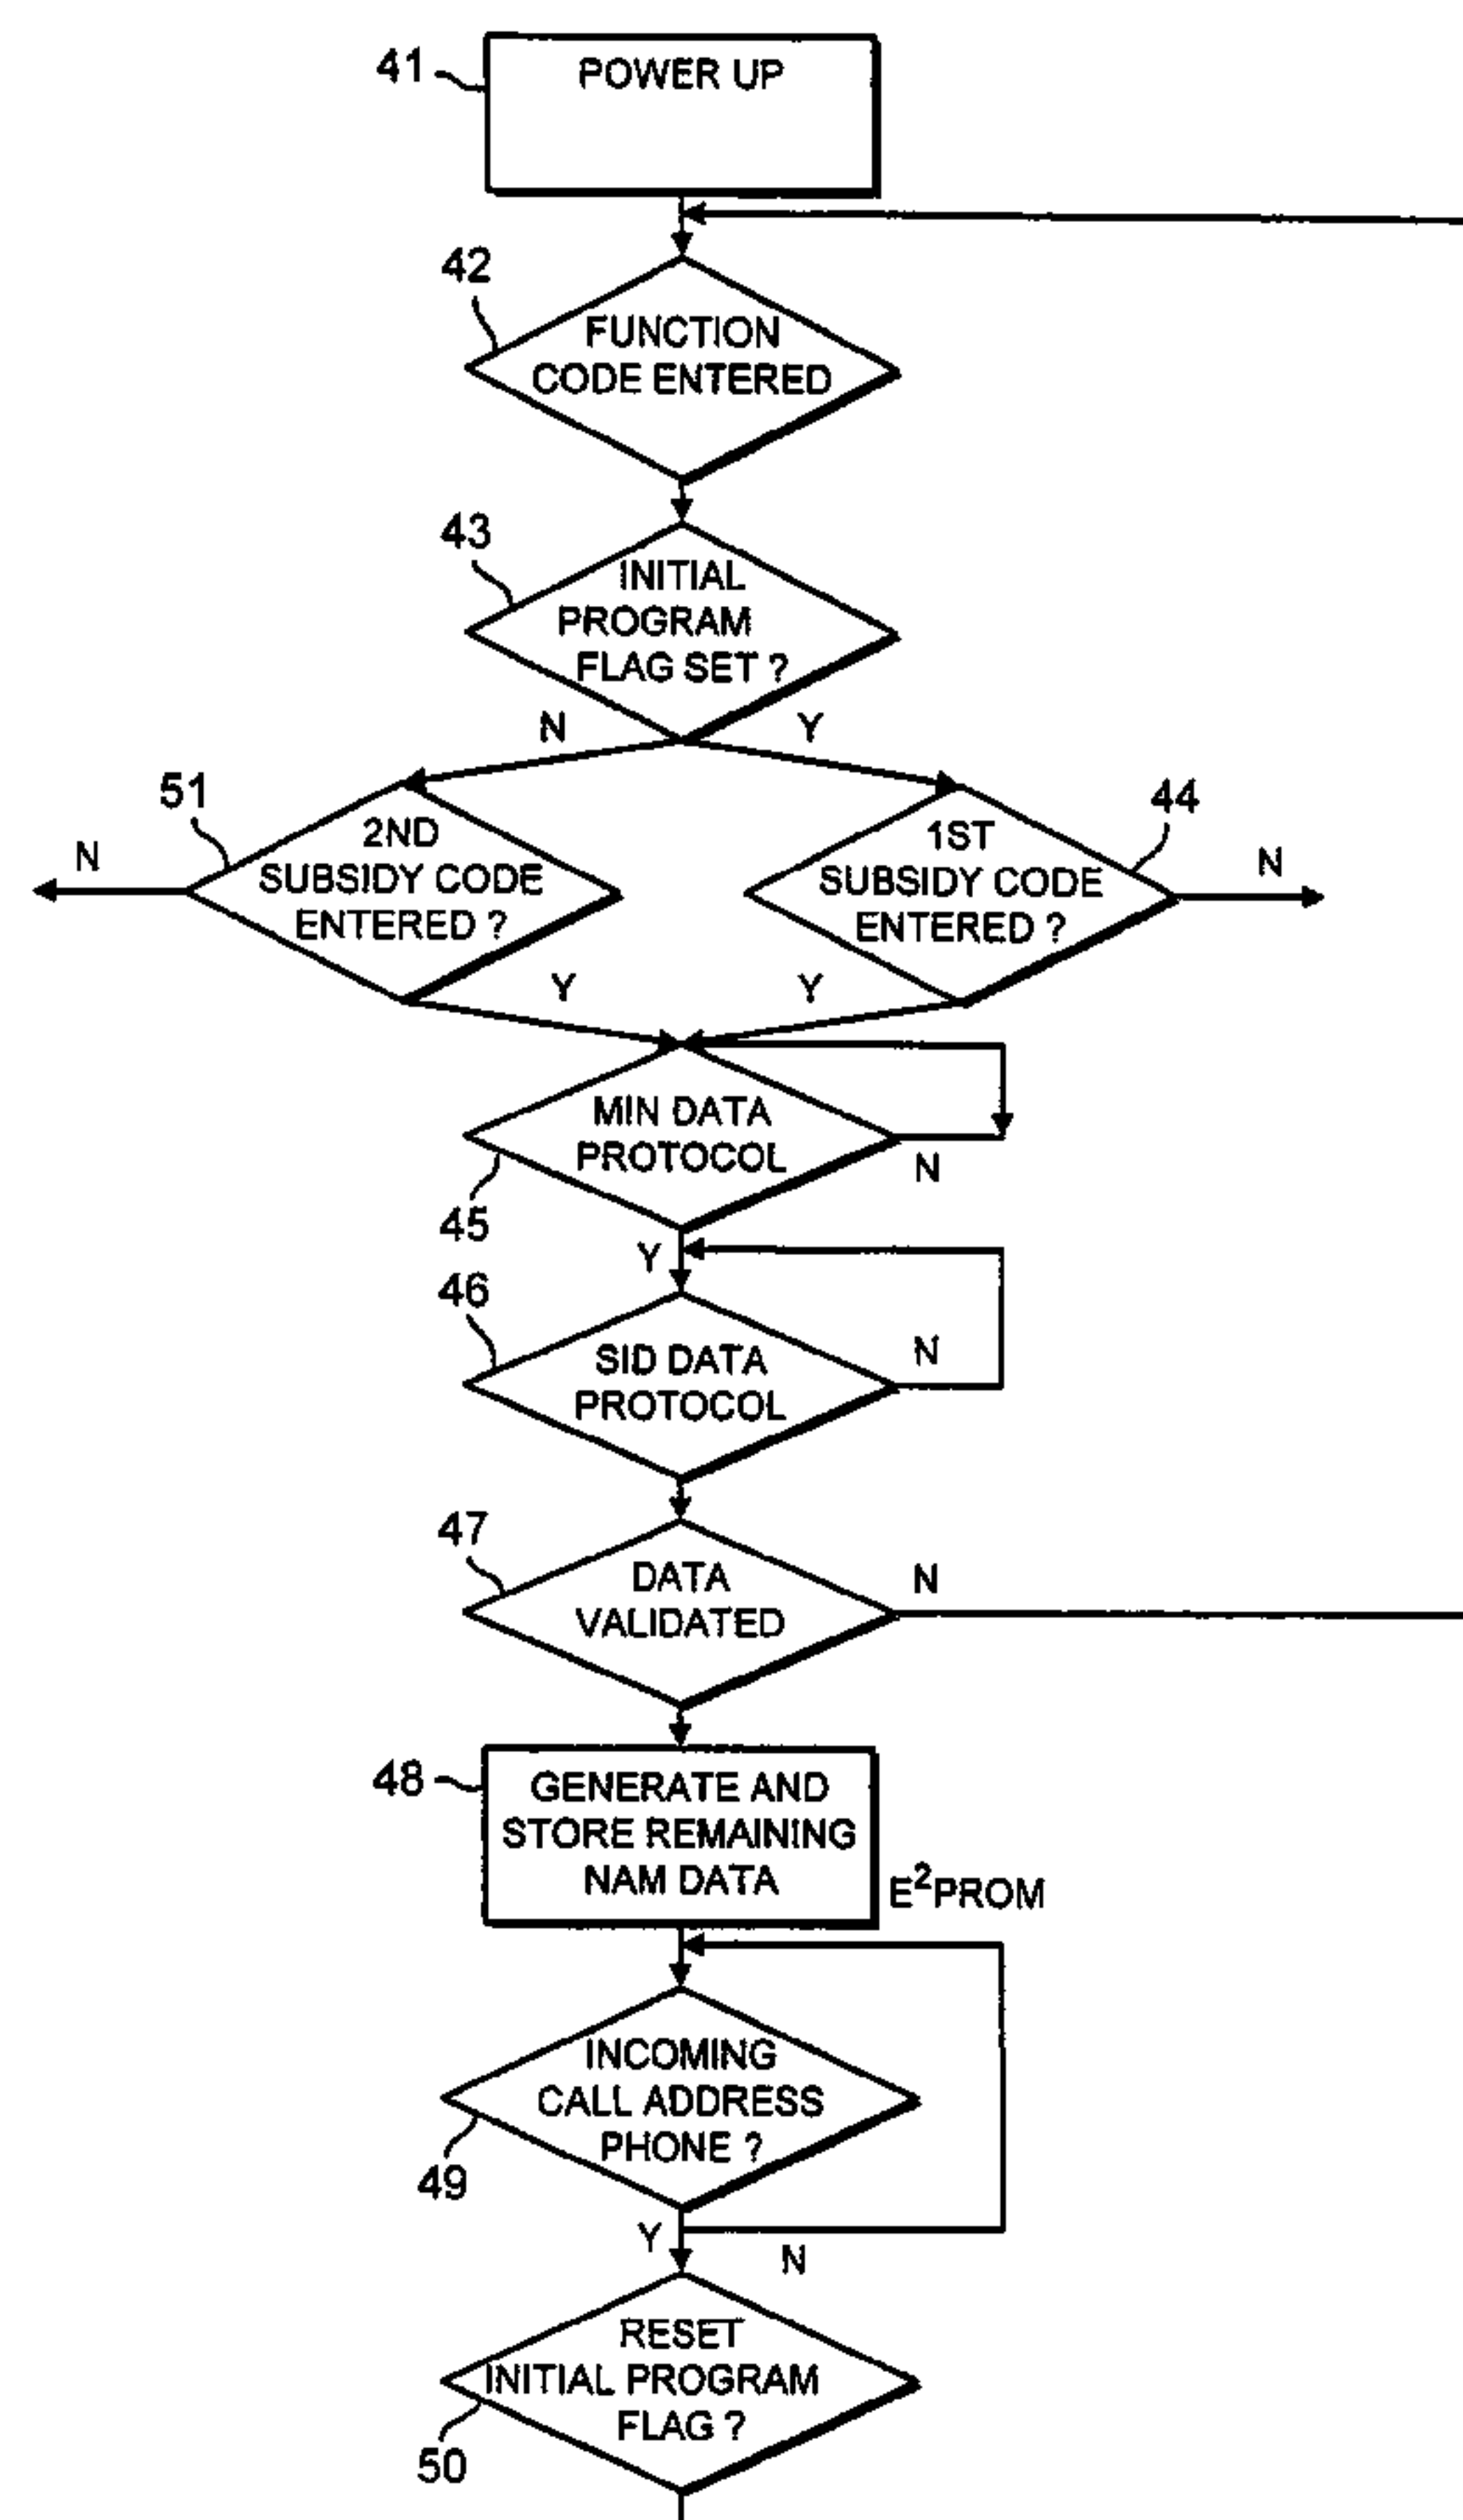 41
POWER UP
42
FUNCTION
CODE ENTERED
43
INITIAL
PROGRAM
FLAG SET ?
N
Y
51
2ND
SUBSIDY CODE
ENTERED ?
N
Y
44
1ST
SUBSIDY CODE
ENTERED ?
N
Y
MIN DATA
PROTOCOL
N
45
Y
46
SID DATA
PROTOCOL
N
47
DATA
VALIDATED
N
48
GENERATE AND
STORE REMAINING
NAM DATA
E²PROM
INCOMING
CALL ADDRESS
PHONE ?
49
Y
N
RESET
INITIAL PROGRAM
FLAG ?
50